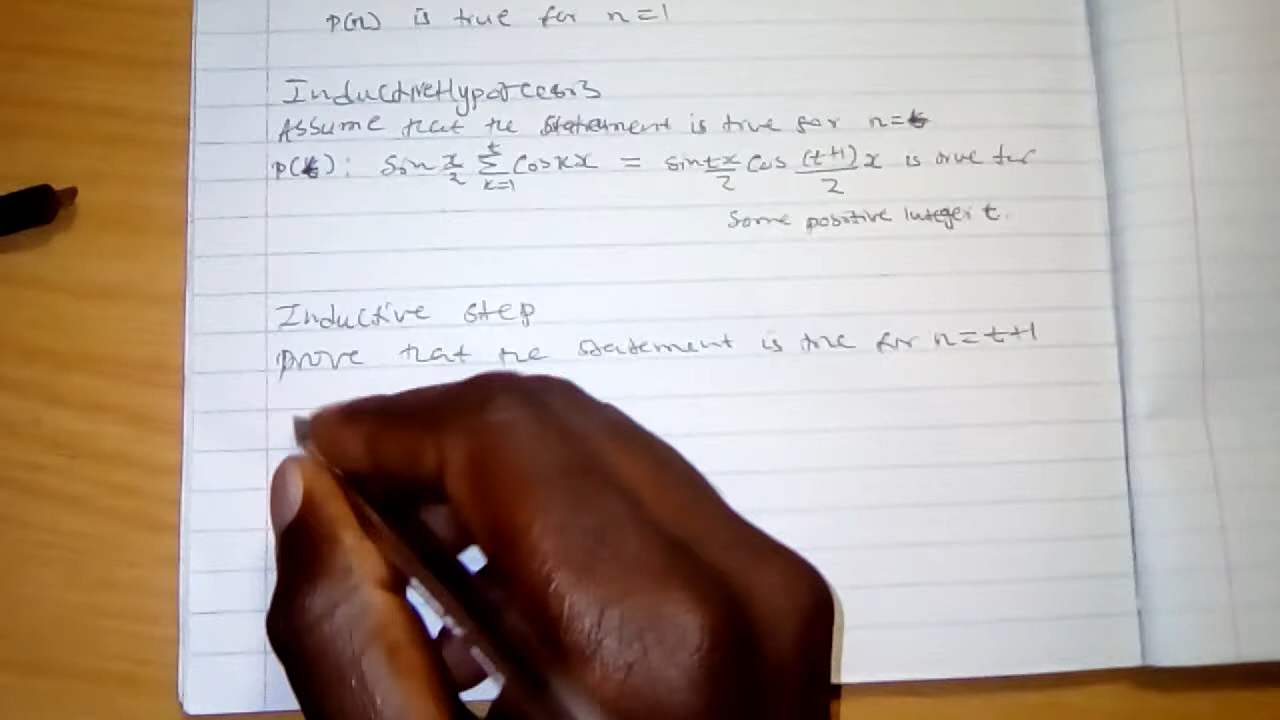 P(n) is true for n=1
Inductive Hypothesis
Assume that the statement is true for n=t
P(t): Sin x/2 ∑_{k=1}^{t} Cos kx = sin tx/2 Cos (t+1)/2 x is true for
Some positive integer t.
Inductive Step
Prove that the statement is true for n=t+1